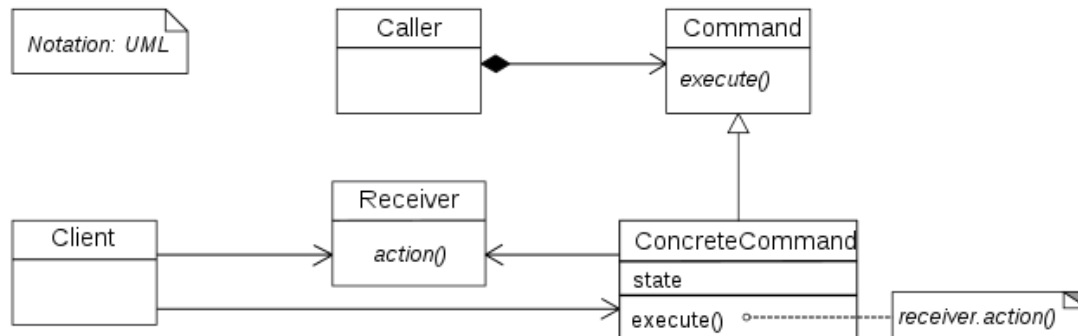 Notation: UML
Caller
Command
execute()
Receiver
action()
Client
ConcreteCommand
state
execute()
receiver.action()